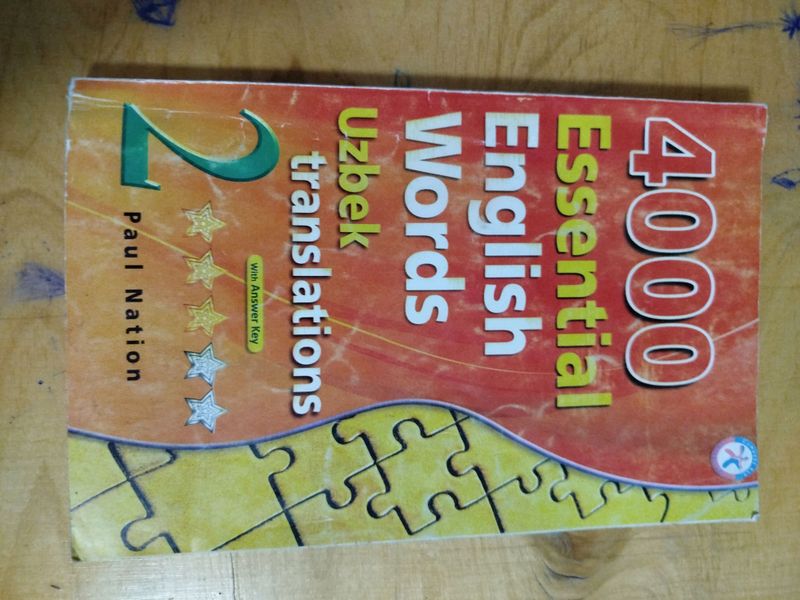 4000
Essential
English
Words
Uzbek
translations
With Answer Key
2
Paul Nation